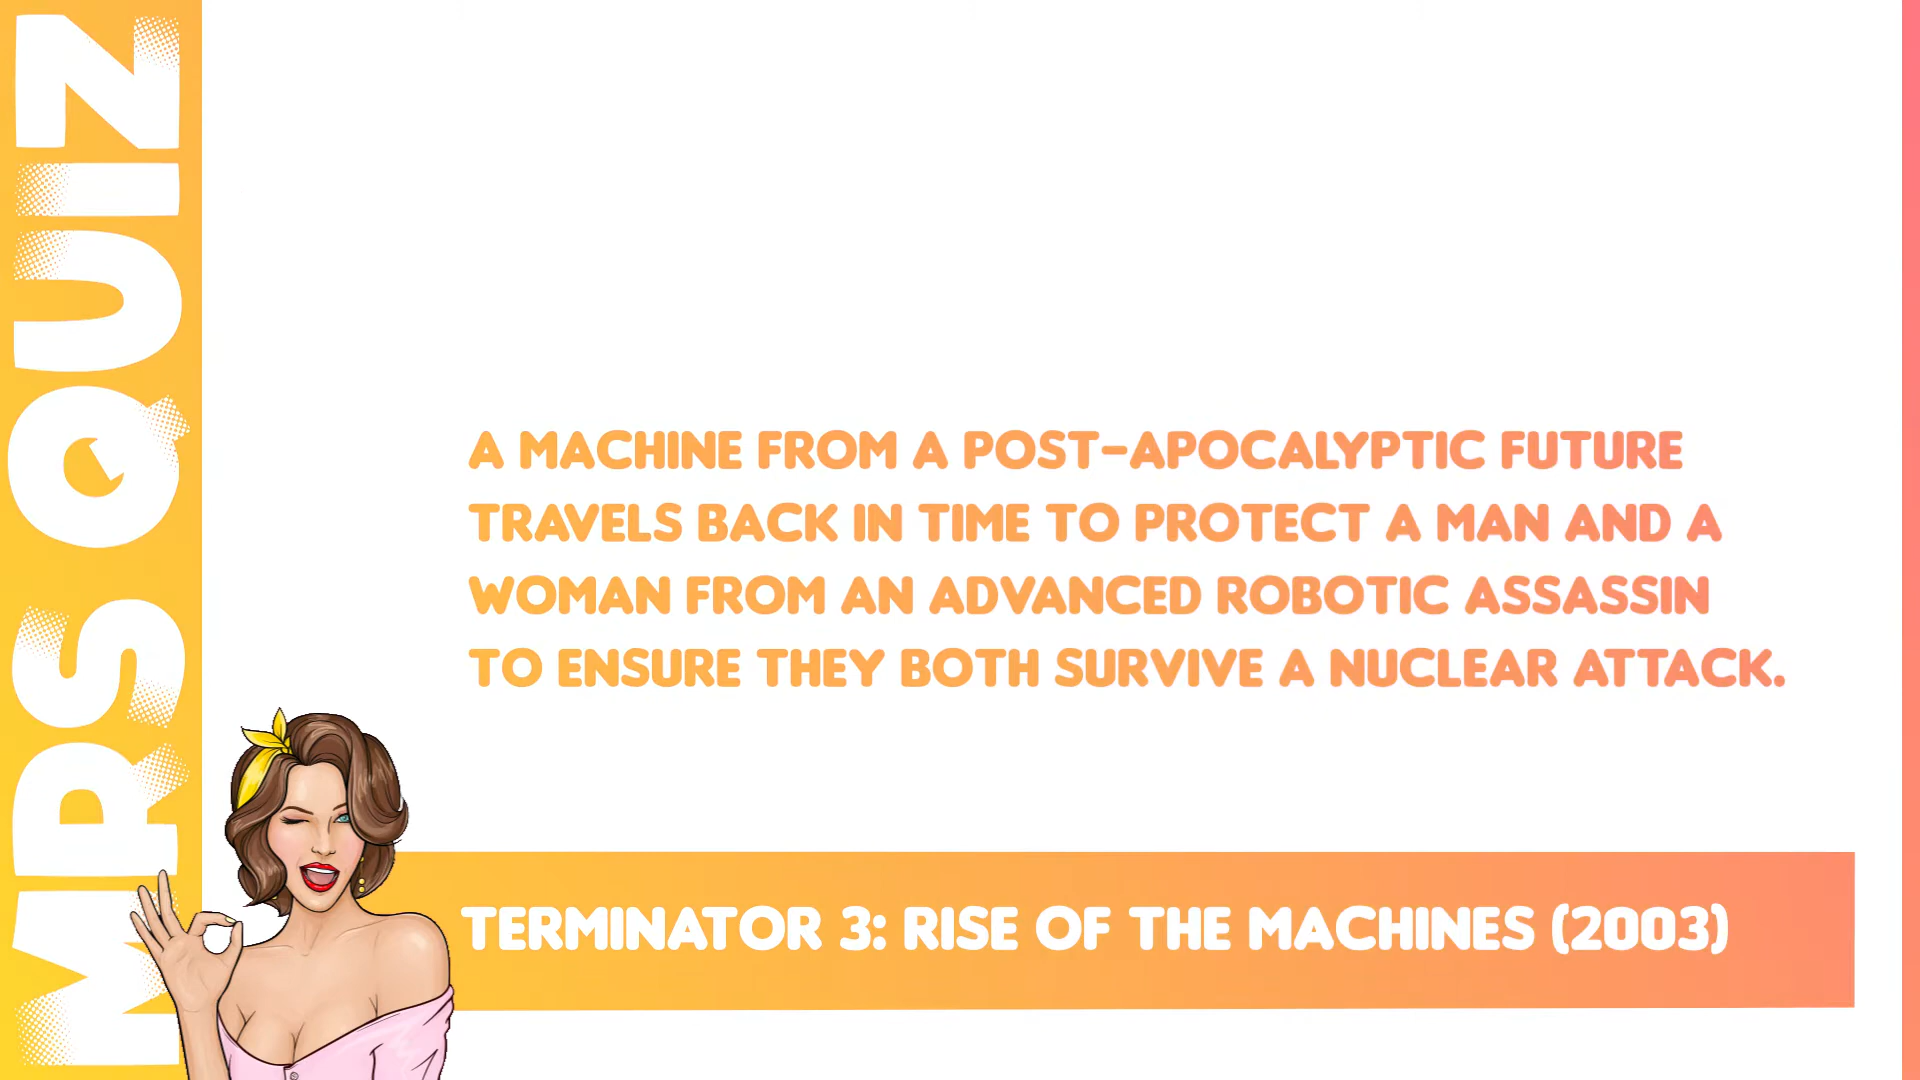 MRS QUIZ
A MACHINE FROM A POST-APOCALYPTIC FUTURE
TRAVELS BACK IN TIME TO PROTECT A MAN AND A
WOMAN FROM AN ADVANCED ROBOTIC ASSASSIN
TO ENSURE THEY BOTH SURVIVE A NUCLEAR ATTACK.
TERMINATOR 3: RISE OF THE MACHINES (2003)